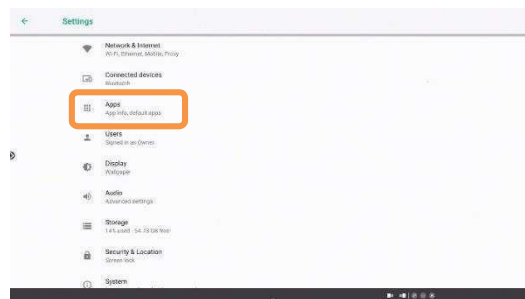 Settings
Network & Internet
Wi-Fi, Ethernet, Mobile, Proxy
Connected devices
Bluetooth
Apps
App info, default apps
Users
Signed in as Owner
Display
Wallpaper
Audio
Advanced settings
Storage
Security & Location
Screen lock
System